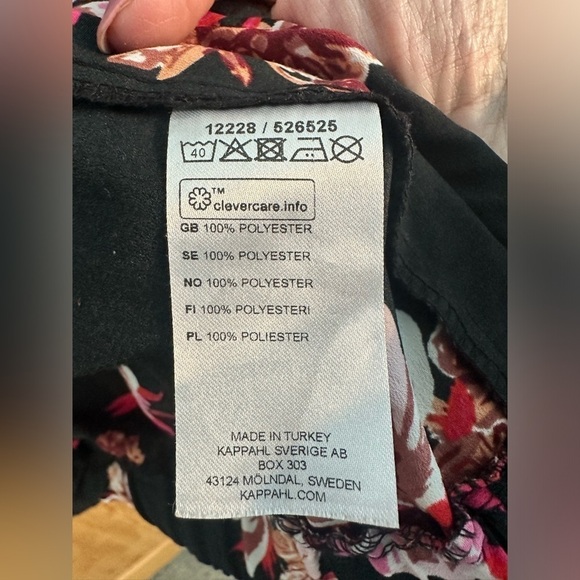 12228 / 526525
40
TM
clevercare.info
GB 100% POLYESTER
SE 100% POLYESTER
NO 100% POLYESTER
FI 100% POLYESTERI
PL 100% POLIESTER
MADE IN TURKEY
KAPPAHL SVERIGE AB
BOX 303
43124 MÖLNDAL, SWEDEN
KAPPAHL.COM